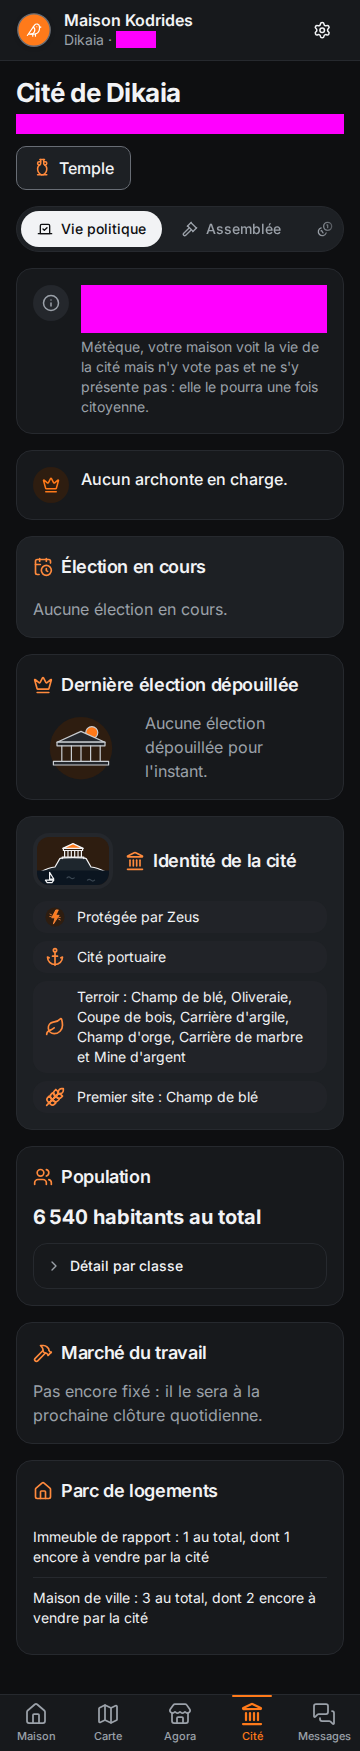 Maison Kodrides
Dikaia ·
Cité de Dikaia
Temple
Vie politique
Assemblée
Métèque, votre maison voit la vie de
la cité mais n'y vote pas et ne s'y
présente pas : elle le pourra une fois
citoyenne.
Aucun archonte en charge.
Élection en cours
Aucune élection en cours.
Dernière élection dépouillée
Aucune élection
dépouillée pour
l'instant.
Identité de la cité
Protégée par Zeus
Cité portuaire
Terroir : Champ de blé, Oliveraie,
Coupe de bois, Carrière d'argile,
Champ d'orge, Carrière de marbre
et Mine d'argent
Premier site : Champ de blé
Population
6 540 habitants au total
Détail par classe
Marché du travail
Pas encore fixé : il le sera à la
prochaine clôture quotidienne.
Parc de logements
Immeuble de rapport : 1 au total, dont 1
encore à vendre par la cité
Maison de ville : 3 au total, dont 2 encore à
vendre par la cité
Maison
Carte
Agora
Cité
Messages